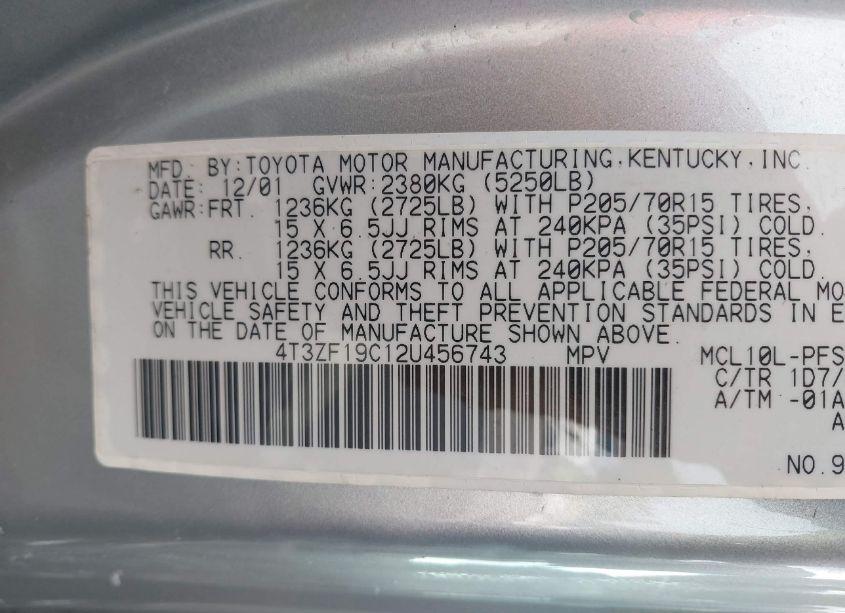 MFD. BY:TOYOTA MOTOR MANUFACTURING,KENTUCKY,INC.
DATE: 12/01 GVWR:2380KG (5250LB)
GAWR:FRT. 1236KG (2725LB) WITH P205/70R15 TIRES,
15 X 6.5JJ RIMS AT 240KPA (35PSI) COLD.
RR. 1236KG (2725LB) WITH P205/70R15 TIRES,
15 X 6.5JJ RIMS AT 240KPA (35PSI) COLD.
THIS VEHICLE CONFORMS TO ALL APPLICABLE FEDERAL MO
VEHICLE SAFETY AND THEFT PREVENTION STANDARDS IN E
ON THE DATE OF MANUFACTURE SHOWN ABOVE.
4T3ZF19C12U456743 MPV MCL10L-PFS
C/TR 1D7/
A/TM -01A
A
NO.9